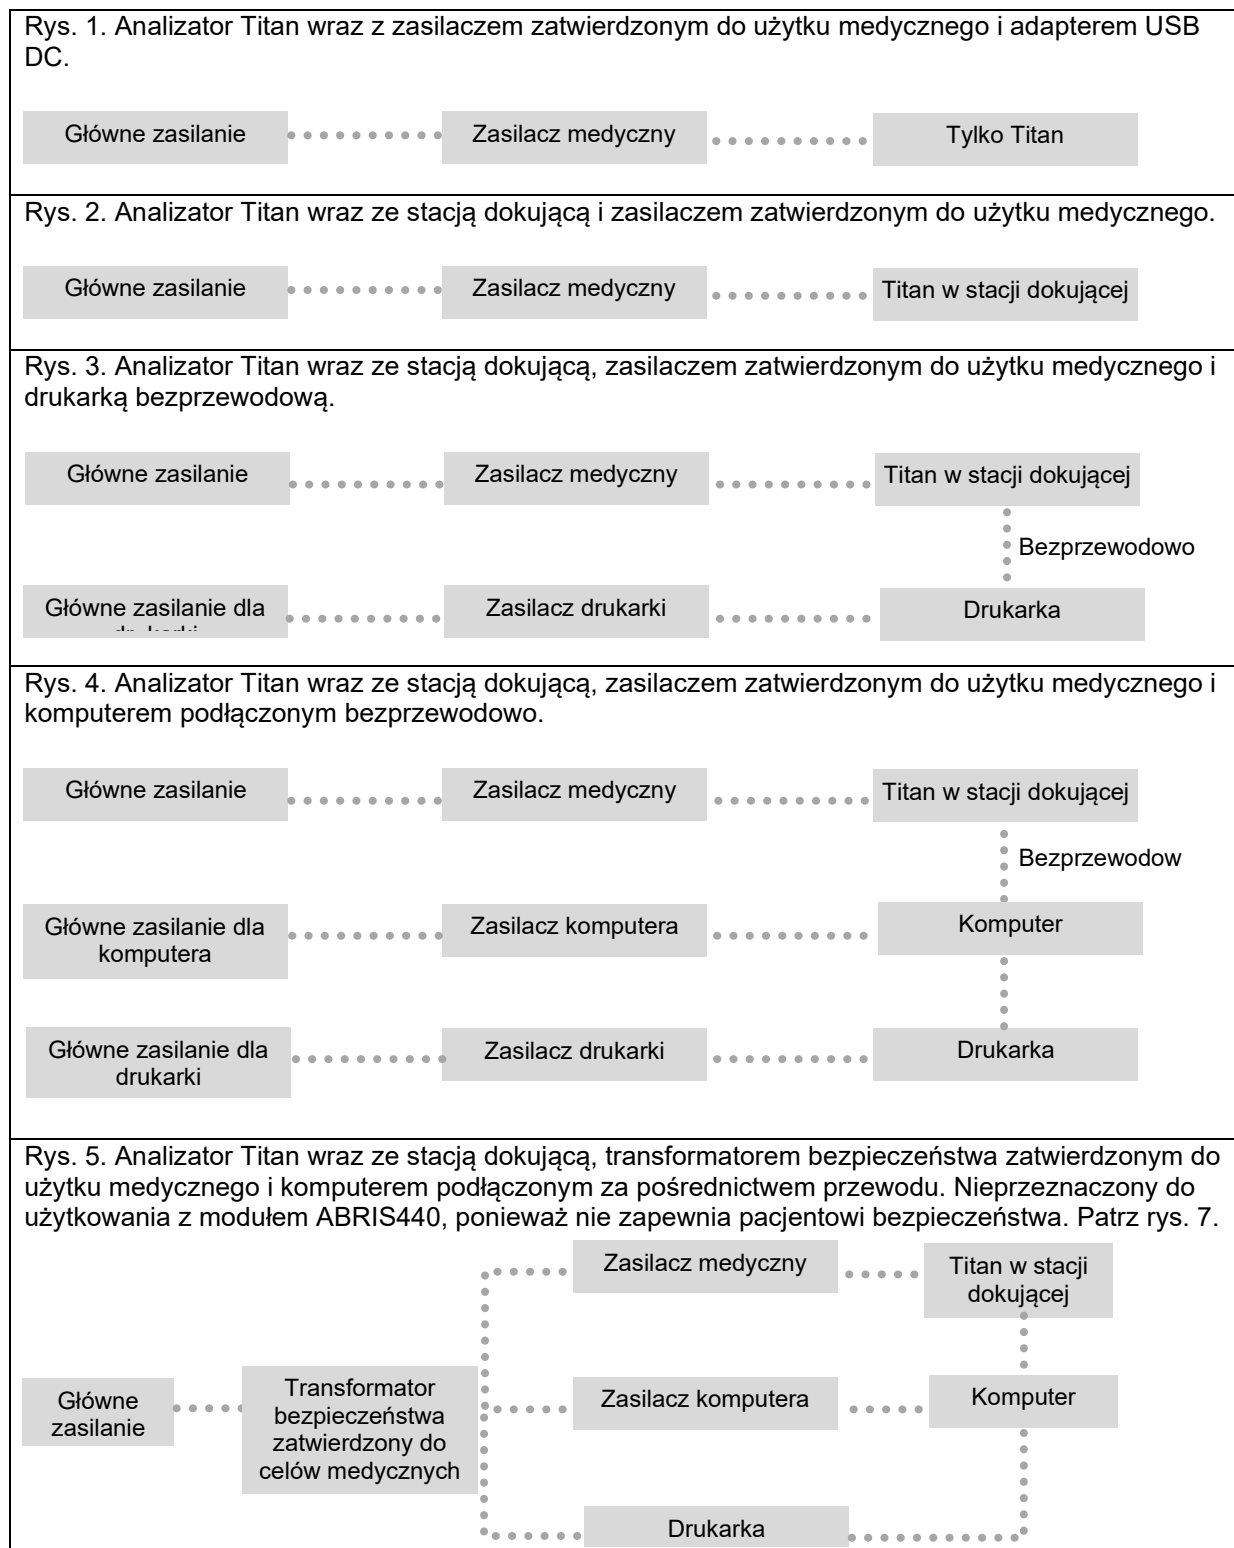 Rys. 1. Analizator Titan wraz z zasilaczem zatwierdzonym do użytku medycznego i adapterem USB
DC.
Główne zasilanie
Zasilacz medyczny
Tylko Titan
Rys. 2. Analizator Titan wraz ze stacją dokującą i zasilaczem zatwierdzonym do użytku medycznego.
Główne zasilanie
Zasilacz medyczny
Titan w stacji dokującej
Rys. 3. Analizator Titan wraz ze stacją dokującą, zasilaczem zatwierdzonym do użytku medycznego i
drukarką bezprzewodową.
Główne zasilanie
Zasilacz medyczny
Titan w stacji dokującej
Bezprzewodowo
Główne zasilanie dla
Zasilacz drukarki
Drukarka
Rys. 4. Analizator Titan wraz ze stacją dokującą, zasilaczem zatwierdzonym do użytku medycznego i
komputerem podłączonym bezprzewodowo.
Główne zasilanie
Zasilacz medyczny
Titan w stacji dokującej
Bezprzewodow
Główne zasilanie dla
komputera
Zasilacz komputera
Komputer
Główne zasilanie dla
drukarki
Zasilacz drukarki
Drukarka
Rys. 5. Analizator Titan wraz ze stacją dokującą, transformatorem bezpieczeństwa zatwierdzonym do
użytku medycznego i komputerem podłączonym za pośrednictwem przewodu. Nieprzeznaczony do
użytkowania z modułem ABRIS440, ponieważ nie zapewnia pacjentowi bezpieczeństwa. Patrz rys. 7.
Zasilacz medyczny
Titan w stacji
dokującej
Główne
zasilanie
Transformator
bezpieczeństwa
zatwierdzony do
celów medycznych
Zasilacz komputera
Komputer
Drukarka